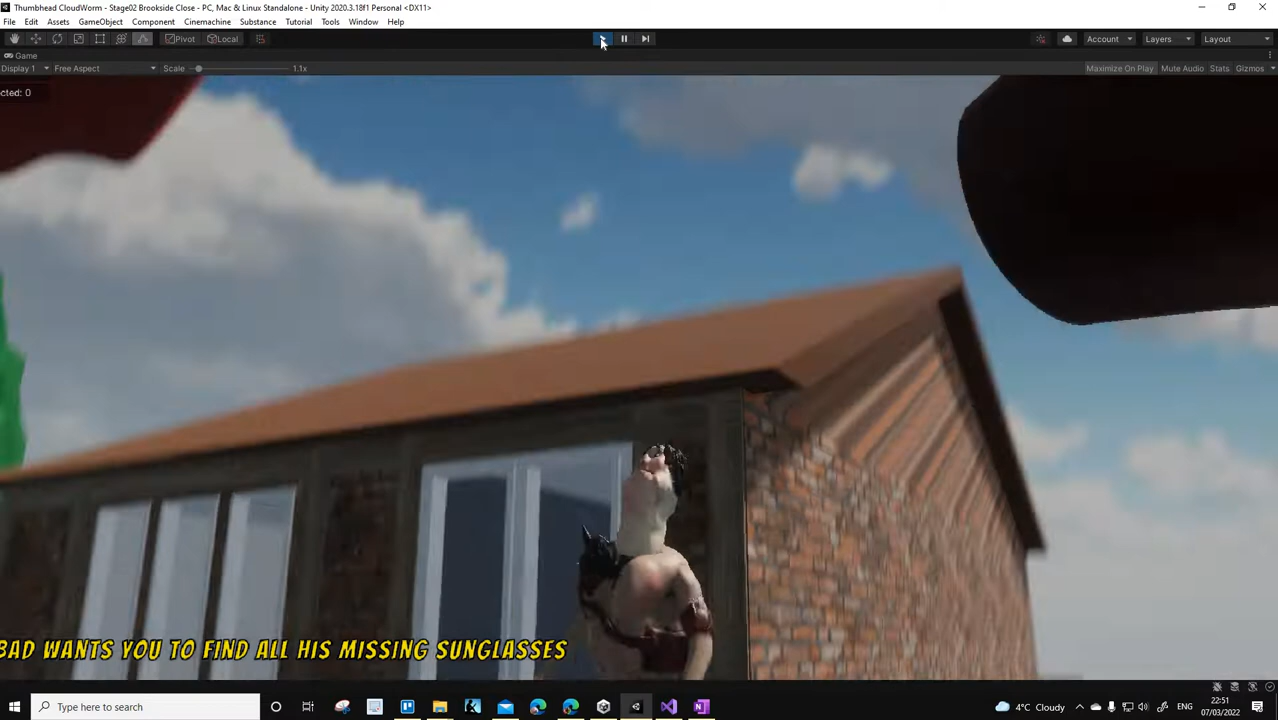 Thumbhead CloudWorm - Stage02 Brookside Close - PC, Mac & Linux Standalone - Unity 2020.3.18f1 Personal <DX11>
File Edit Assets GameObject Component Cinemachine Substance Tutorial Tools Window Help
Pivot Local Account Layers Layout
Game
Display 1 Free Aspect Scale 1.1x Maximize On Play Mute Audio Stats Gizmos
ected: 0
BAD WANTS YOU TO FIND ALL HIS MISSING SUNGLASSES
Type here to search 4°C Cloudy ENG 22:51
07/03/2022